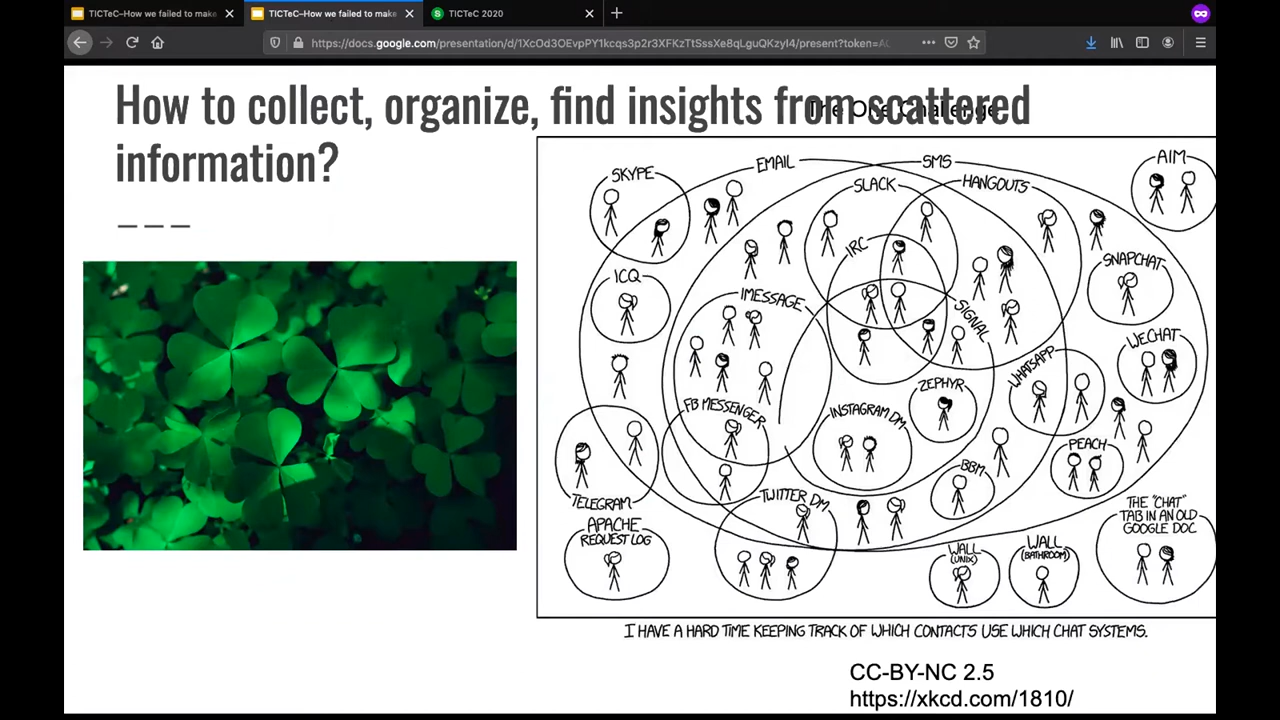 TICTeC–How we failed to make
TICTeC–How we failed to make
TICTeC 2020
https://docs.google.com/presentation/d/1XcOd3OEvpPY1kcqs3p2r3XFKzTtSssXe8qLguQKzyI4/present?token=AC
How to collect, organize, find insights from scattered
The One Challenge
information?
SKYPE
EMAIL
SMS
AIM
SLACK
HANGOUTS
IRC
SNAPCHAT
ICQ
IMESSAGE
SIGNAL
WECHAT
WHATSAPP
ZEPHYR
FB MESSENGER
INSTAGRAM DM
PEACH
BBM
TELEGRAM
TWITTER DM
THE "CHAT"
TAB IN AN OLD
GOOGLE DOC
APACHE
REQUEST LOG
WALL
(UNIX)
WALL
(BATHROOM)
I HAVE A HARD TIME KEEPING TRACK OF WHICH CONTACTS USE WHICH CHAT SYSTEMS.
CC-BY-NC 2.5
https://xkcd.com/1810/